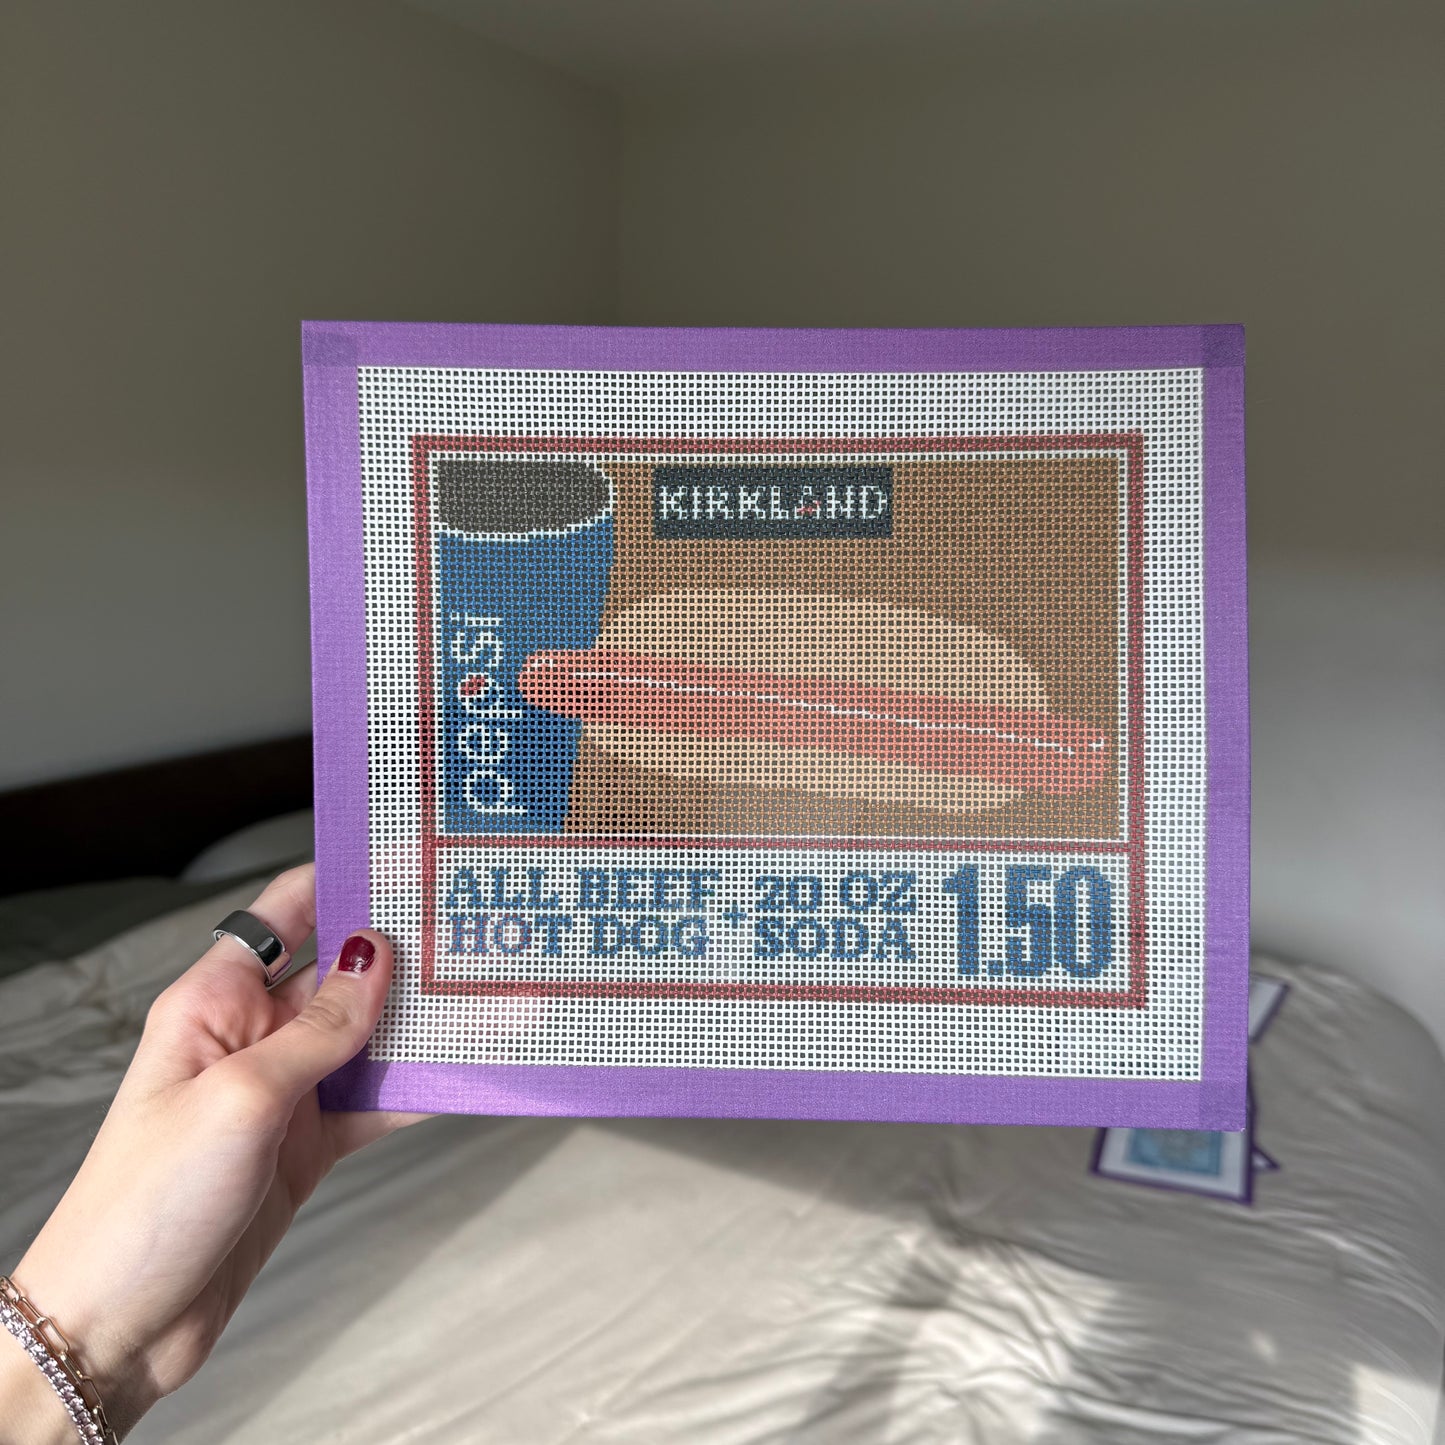 KIRKLAND
pepsi
ALL BEEF + 20 OZ 1.50
HOT DOG SODA